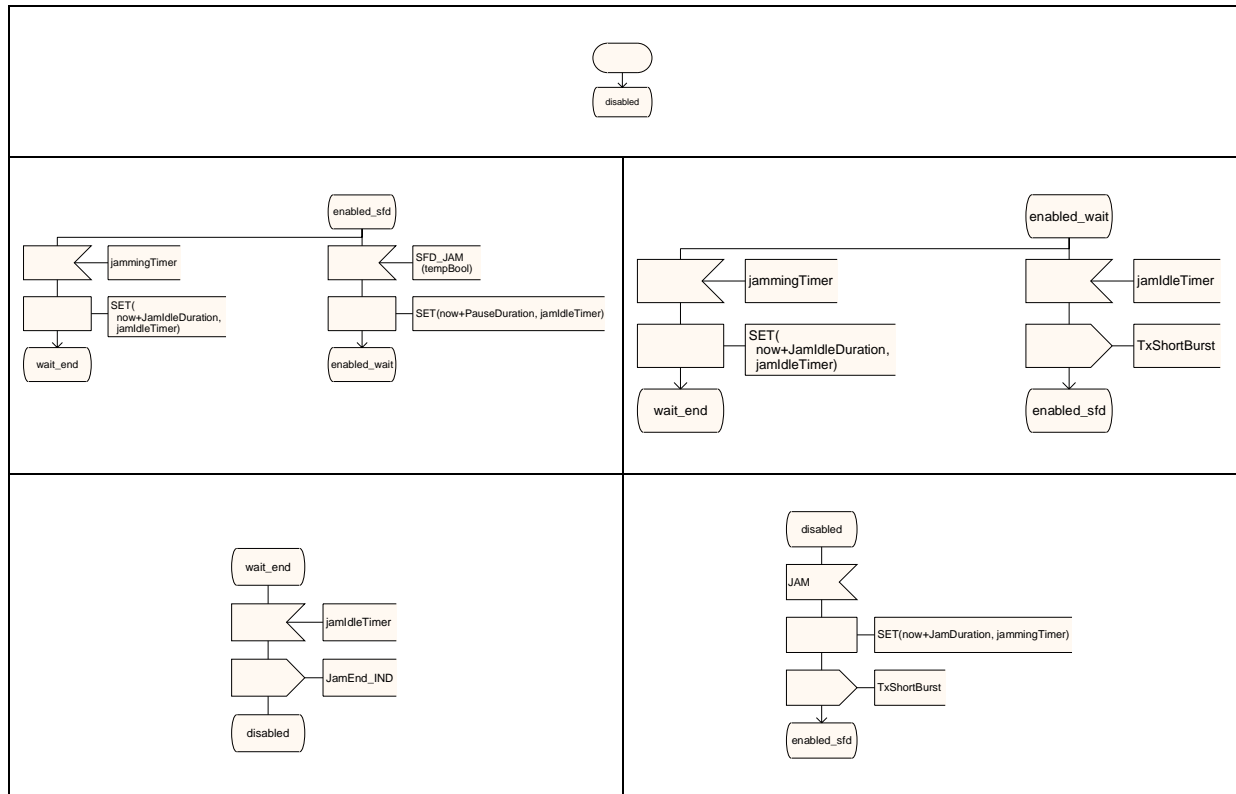 disabled
enabled_sfd
jammingTimer
SET(
now+JamIdleDuration,
jamIdleTimer)
wait_end
SFD_JAM
(tempBool)
SET(now+PauseDuration, jamIdleTimer)
enabled_wait
enabled_wait
jammingTimer
SET(
now+JamIdleDuration,
jamIdleTimer)
wait_end
jamIdleTimer
TxShortBurst
enabled_sfd
wait_end
jamIdleTimer
JamEnd_IND
disabled
disabled
JAM
SET(now+JamDuration, jammingTimer)
TxShortBurst
enabled_sfd